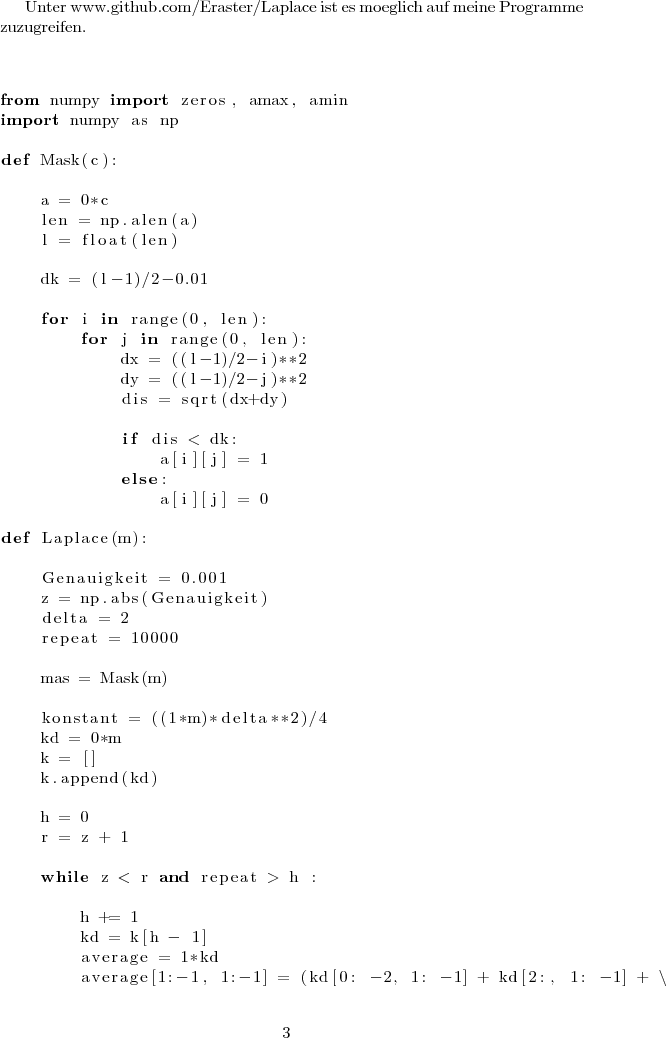 Unter www.github.com/Eraster/Laplace ist es moeglich auf meine Programme
zuzugreifen.
from numpy import zeros, amax, amin
import numpy as np
def Mask(c):
a = 0*c
len = np.alen(a)
l = float(len)
dk = (l-1)/2-0.01
for i in range(0, len):
for j in range(0, len):
dx = ((l-1)/2-i)**2
dy = ((l-1)/2-j)**2
dis = sqrt(dx+dy)
if dis < dk:
a[i][j] = 1
else:
a[i][j] = 0
def Laplace(m):
Genauigkeit = 0.001
z = np.abs(Genauigkeit)
delta = 2
repeat = 10000
mas = Mask(m)
konstant = ((1*m)*delta**2)/4
kd = 0*m
k = []
k.append(kd)
h = 0
r = z + 1
while z < r and repeat > h :
h += 1
kd = k[h - 1]
average = 1*kd
average[1:-1, 1:-1] = (kd[0: -2, 1: -1] + kd[2:, 1: -1] + \
3